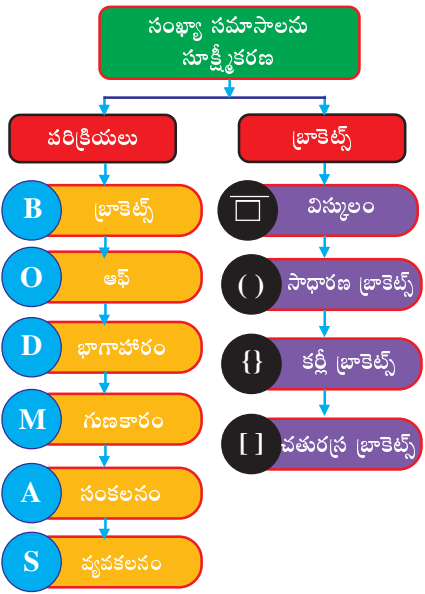 సంఖ్యా సమాసాలను
సూక్ష్మీకరణ
పరిక్రియలు
B బ్రాకెట్స్
O ఆఫ్
D భాగాహారం
M గుణకారం
A సంకలనం
S వ్యవకలనం
బ్రాకెట్స్
విన్కులం
( ) సాధారణ బ్రాకెట్స్
{} కర్లీ బ్రాకెట్స్
[ ] చతురస్ర బ్రాకెట్స్